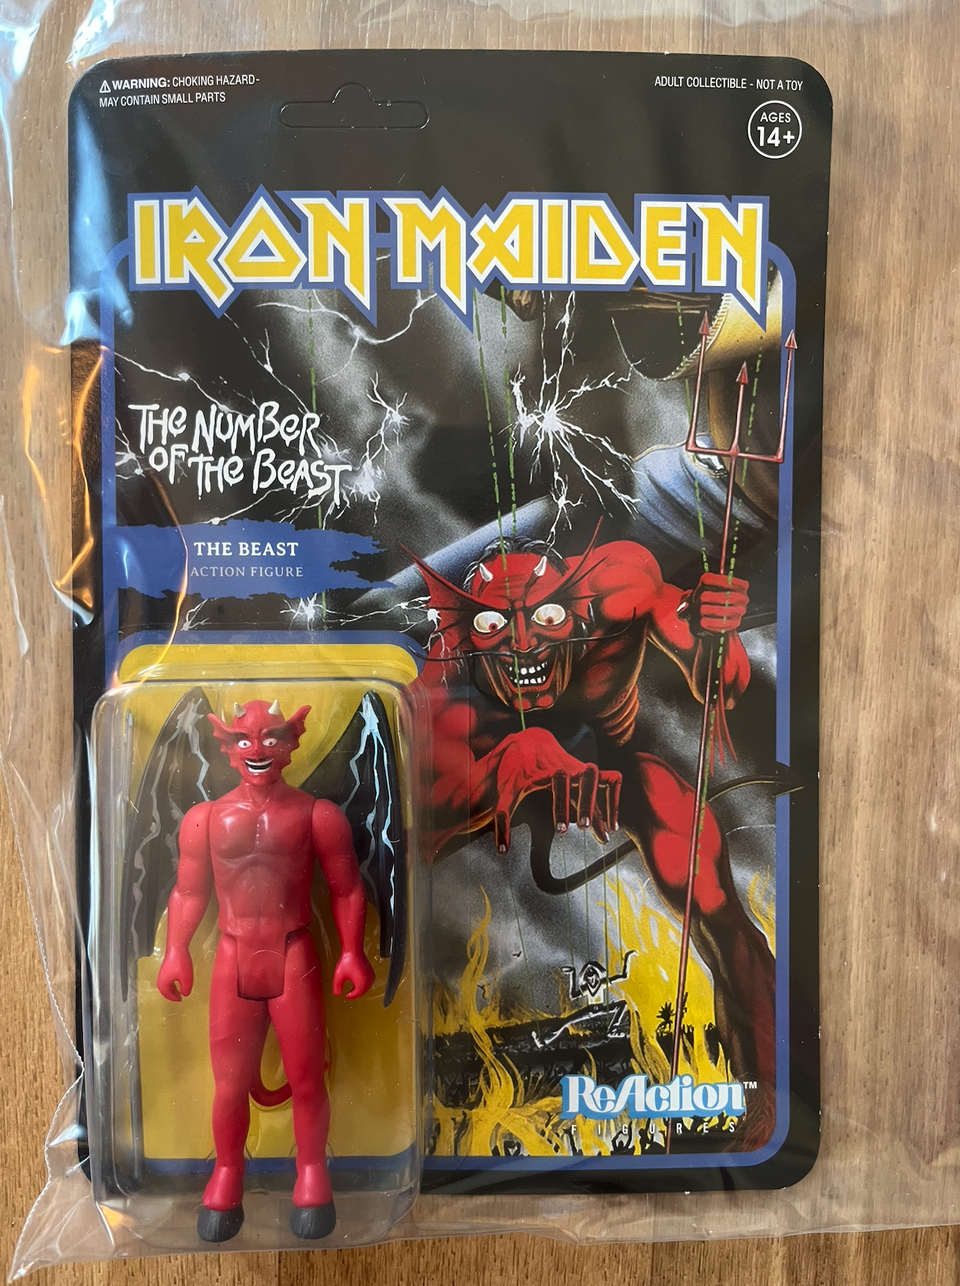 ⚠ WARNING: CHOKING HAZARD-
MAY CONTAIN SMALL PARTS
ADULT COLLECTIBLE - NOT A TOY
AGES
14+
IRON MAIDEN
THE NUMBER
OF THE BEAST
THE BEAST
ACTION FIGURE
ReAction™
FIGURES